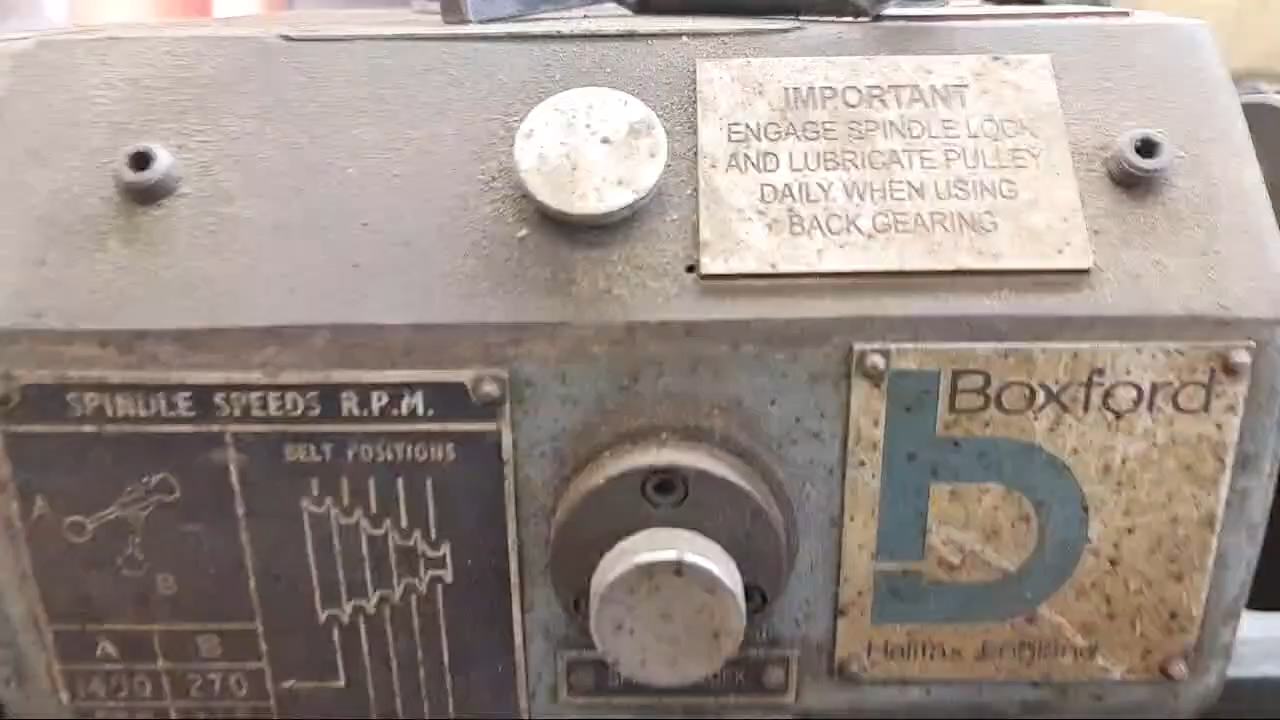 IMPORTANT
ENGAGE SPINDLE LOCK
AND LUBRICATE PULLEY
DAILY WHEN USING
BACK GEARING
SPINDLE SPEEDS R.P.M.
BELT POSITIONS
A
B
A B
270
Boxford
Halifax England